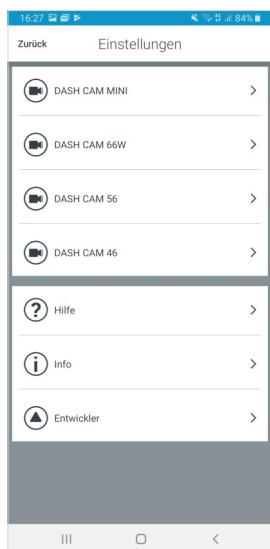 16:27 84%
Zurück Einstellungen
DASH CAM MINI
DASH CAM 66W
DASH CAM 56
DASH CAM 46
Hilfe
Info
Entwickler